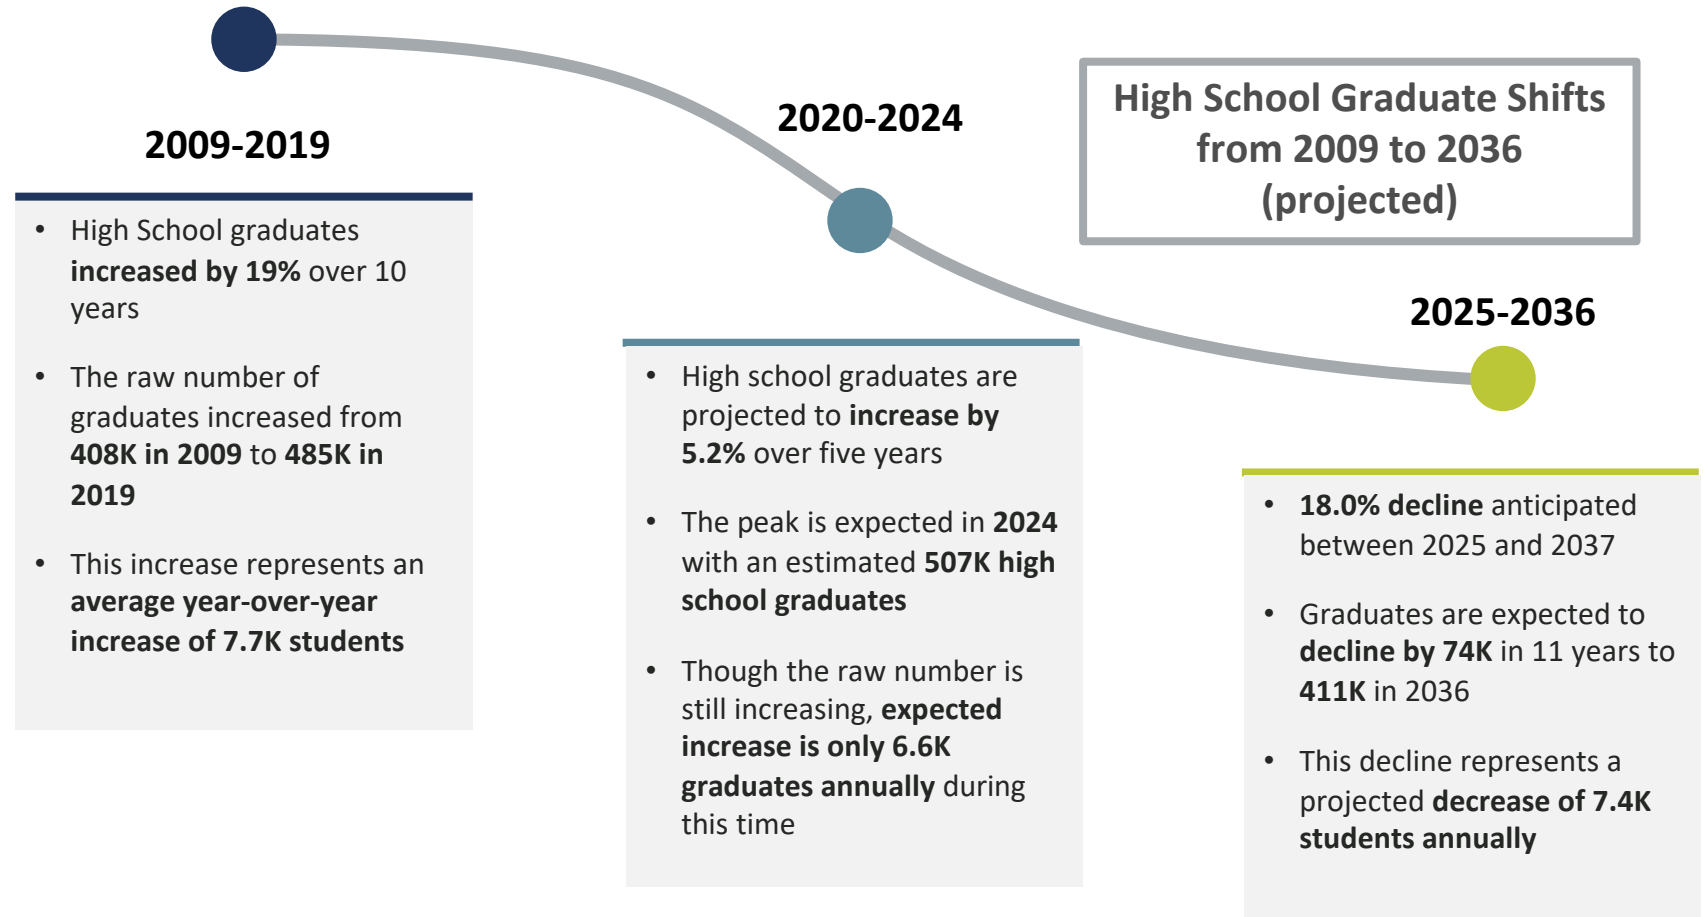 High School Graduate Shifts
from 2009 to 2036
(projected)
2009-2019
• High School graduates
increased by 19% over 10
years
• The raw number of
graduates increased from
408K in 2009 to 485K in
2019
• This increase represents an
average year-over-year
increase of 7.7K students
2020-2024
• High school graduates are
projected to increase by
5.2% over five years
• The peak is expected in 2024
with an estimated 507K high
school graduates
• Though the raw number is
still increasing, expected
increase is only 6.6K
graduates annually during
this time
2025-2036
• 18.0% decline anticipated
between 2025 and 2037
• Graduates are expected to
decline by 74K in 11 years to
411K in 2036
• This decline represents a
projected decrease of 7.4K
students annually